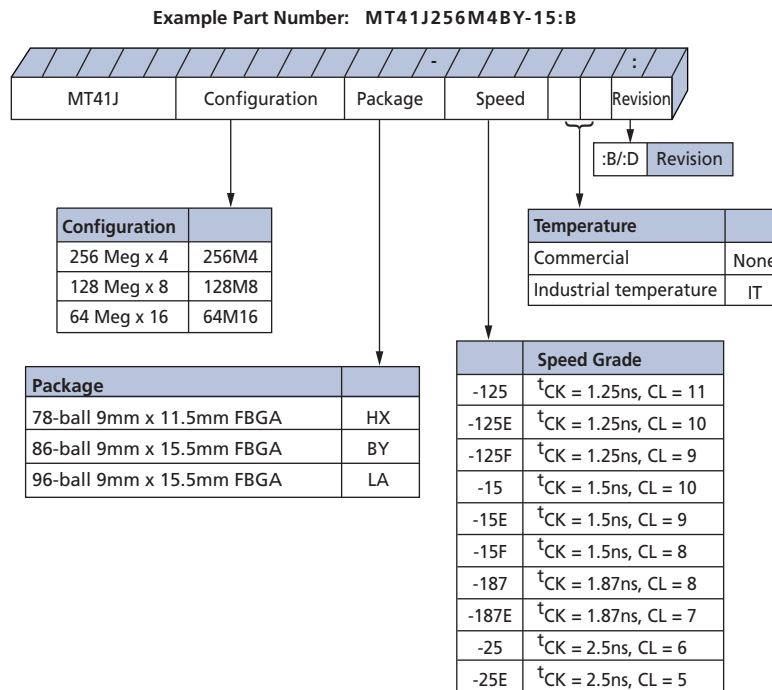 Example Part Number: MT41J256M4BY-15:B
- :
MT41J Configuration Package Speed Revision
:B/:D Revision
Configuration
256 Meg x 4 256M4
128 Meg x 8 128M8
64 Meg x 16 64M16
Temperature
Commercial None
Industrial temperature IT
Package
78-ball 9mm x 11.5mm FBGA HX
86-ball 9mm x 15.5mm FBGA BY
96-ball 9mm x 15.5mm FBGA LA
Speed Grade
-125 tCK = 1.25ns, CL = 11
-125E tCK = 1.25ns, CL = 10
-125F tCK = 1.25ns, CL = 9
-15 tCK = 1.5ns, CL = 10
-15E tCK = 1.5ns, CL = 9
-15F tCK = 1.5ns, CL = 8
-187 tCK = 1.87ns, CL = 8
-187E tCK = 1.87ns, CL = 7
-25 tCK = 2.5ns, CL = 6
-25E tCK = 2.5ns, CL = 5